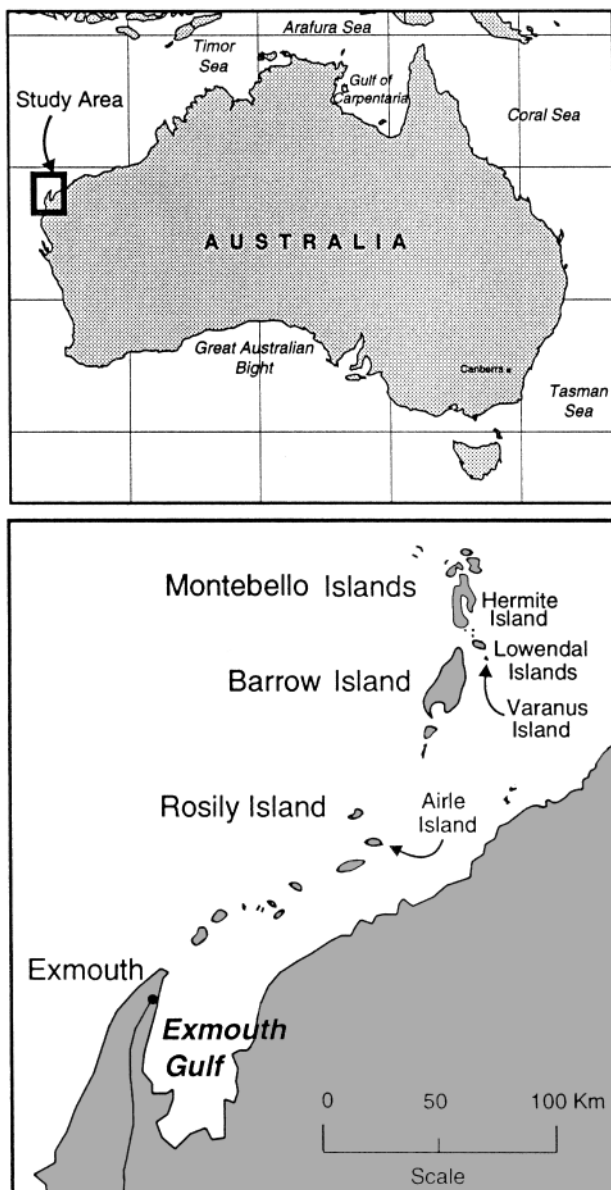 Arafura Sea
Timor
Sea
Gulf of
Carpentaria
Study Area
Coral Sea
AUSTRALIA
Great Australian
Bight
Canberra
Tasman
Sea
Montebello Islands
Hermite
Island
Lowendal
Islands
Barrow Island
Varanus
Island
Rosily Island
Airle
Island
Exmouth
Exmouth
Gulf
0 50 100 Km
Scale